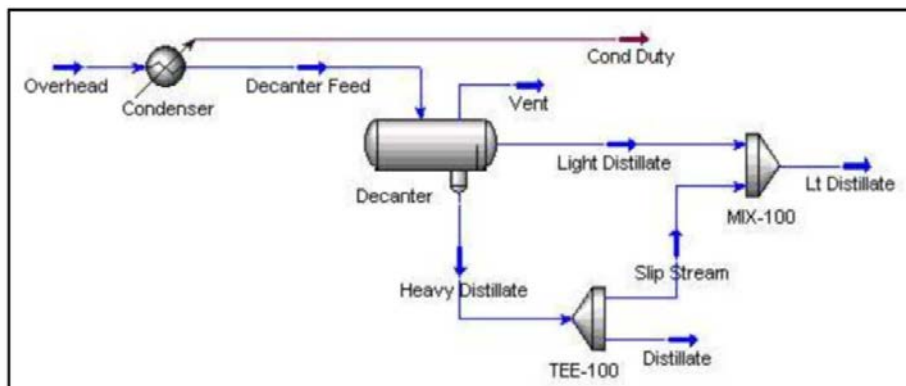 Cond Duty
Overhead
Condenser
Decanter Feed
Vent
Light Distillate
Lt Distillate
Decanter
MIX-100
Slip Stream
Heavy Distillate
TEE-100
Distillate